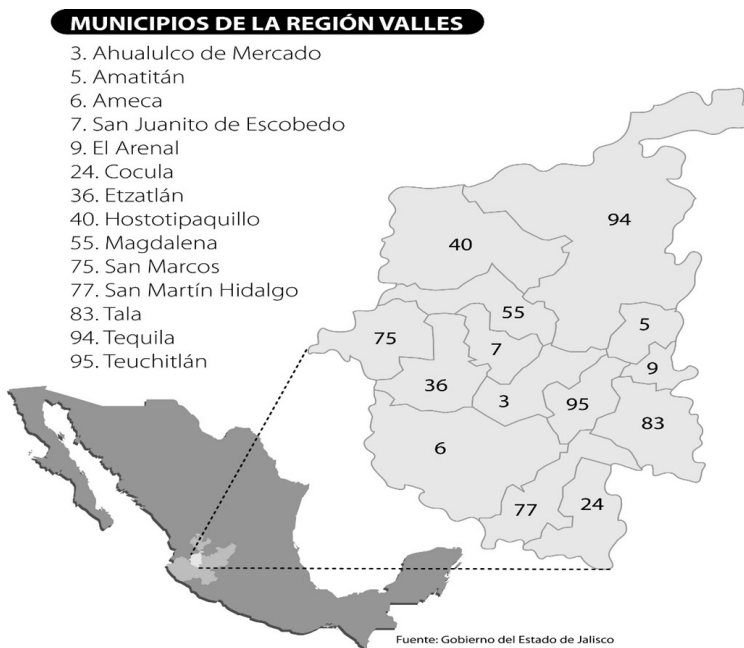 MUNICIPIOS DE LA REGIÓN VALLES
3. Ahualulco de Mercado
5. Amatitán
6. Ameca
7. San Juanito de Escobedo
9. El Arenal
24. Cocula
36. Etzatlán
40. Hostotipaquillo
55. Magdalena
75. San Marcos
77. San Martín Hidalgo
83. Tala
94. Tequila
95. Teuchitlán
94
40
55
5
75
7
9
36
3
95
83
6
77
24
Fuente: Gobierno del Estado de Jalisco